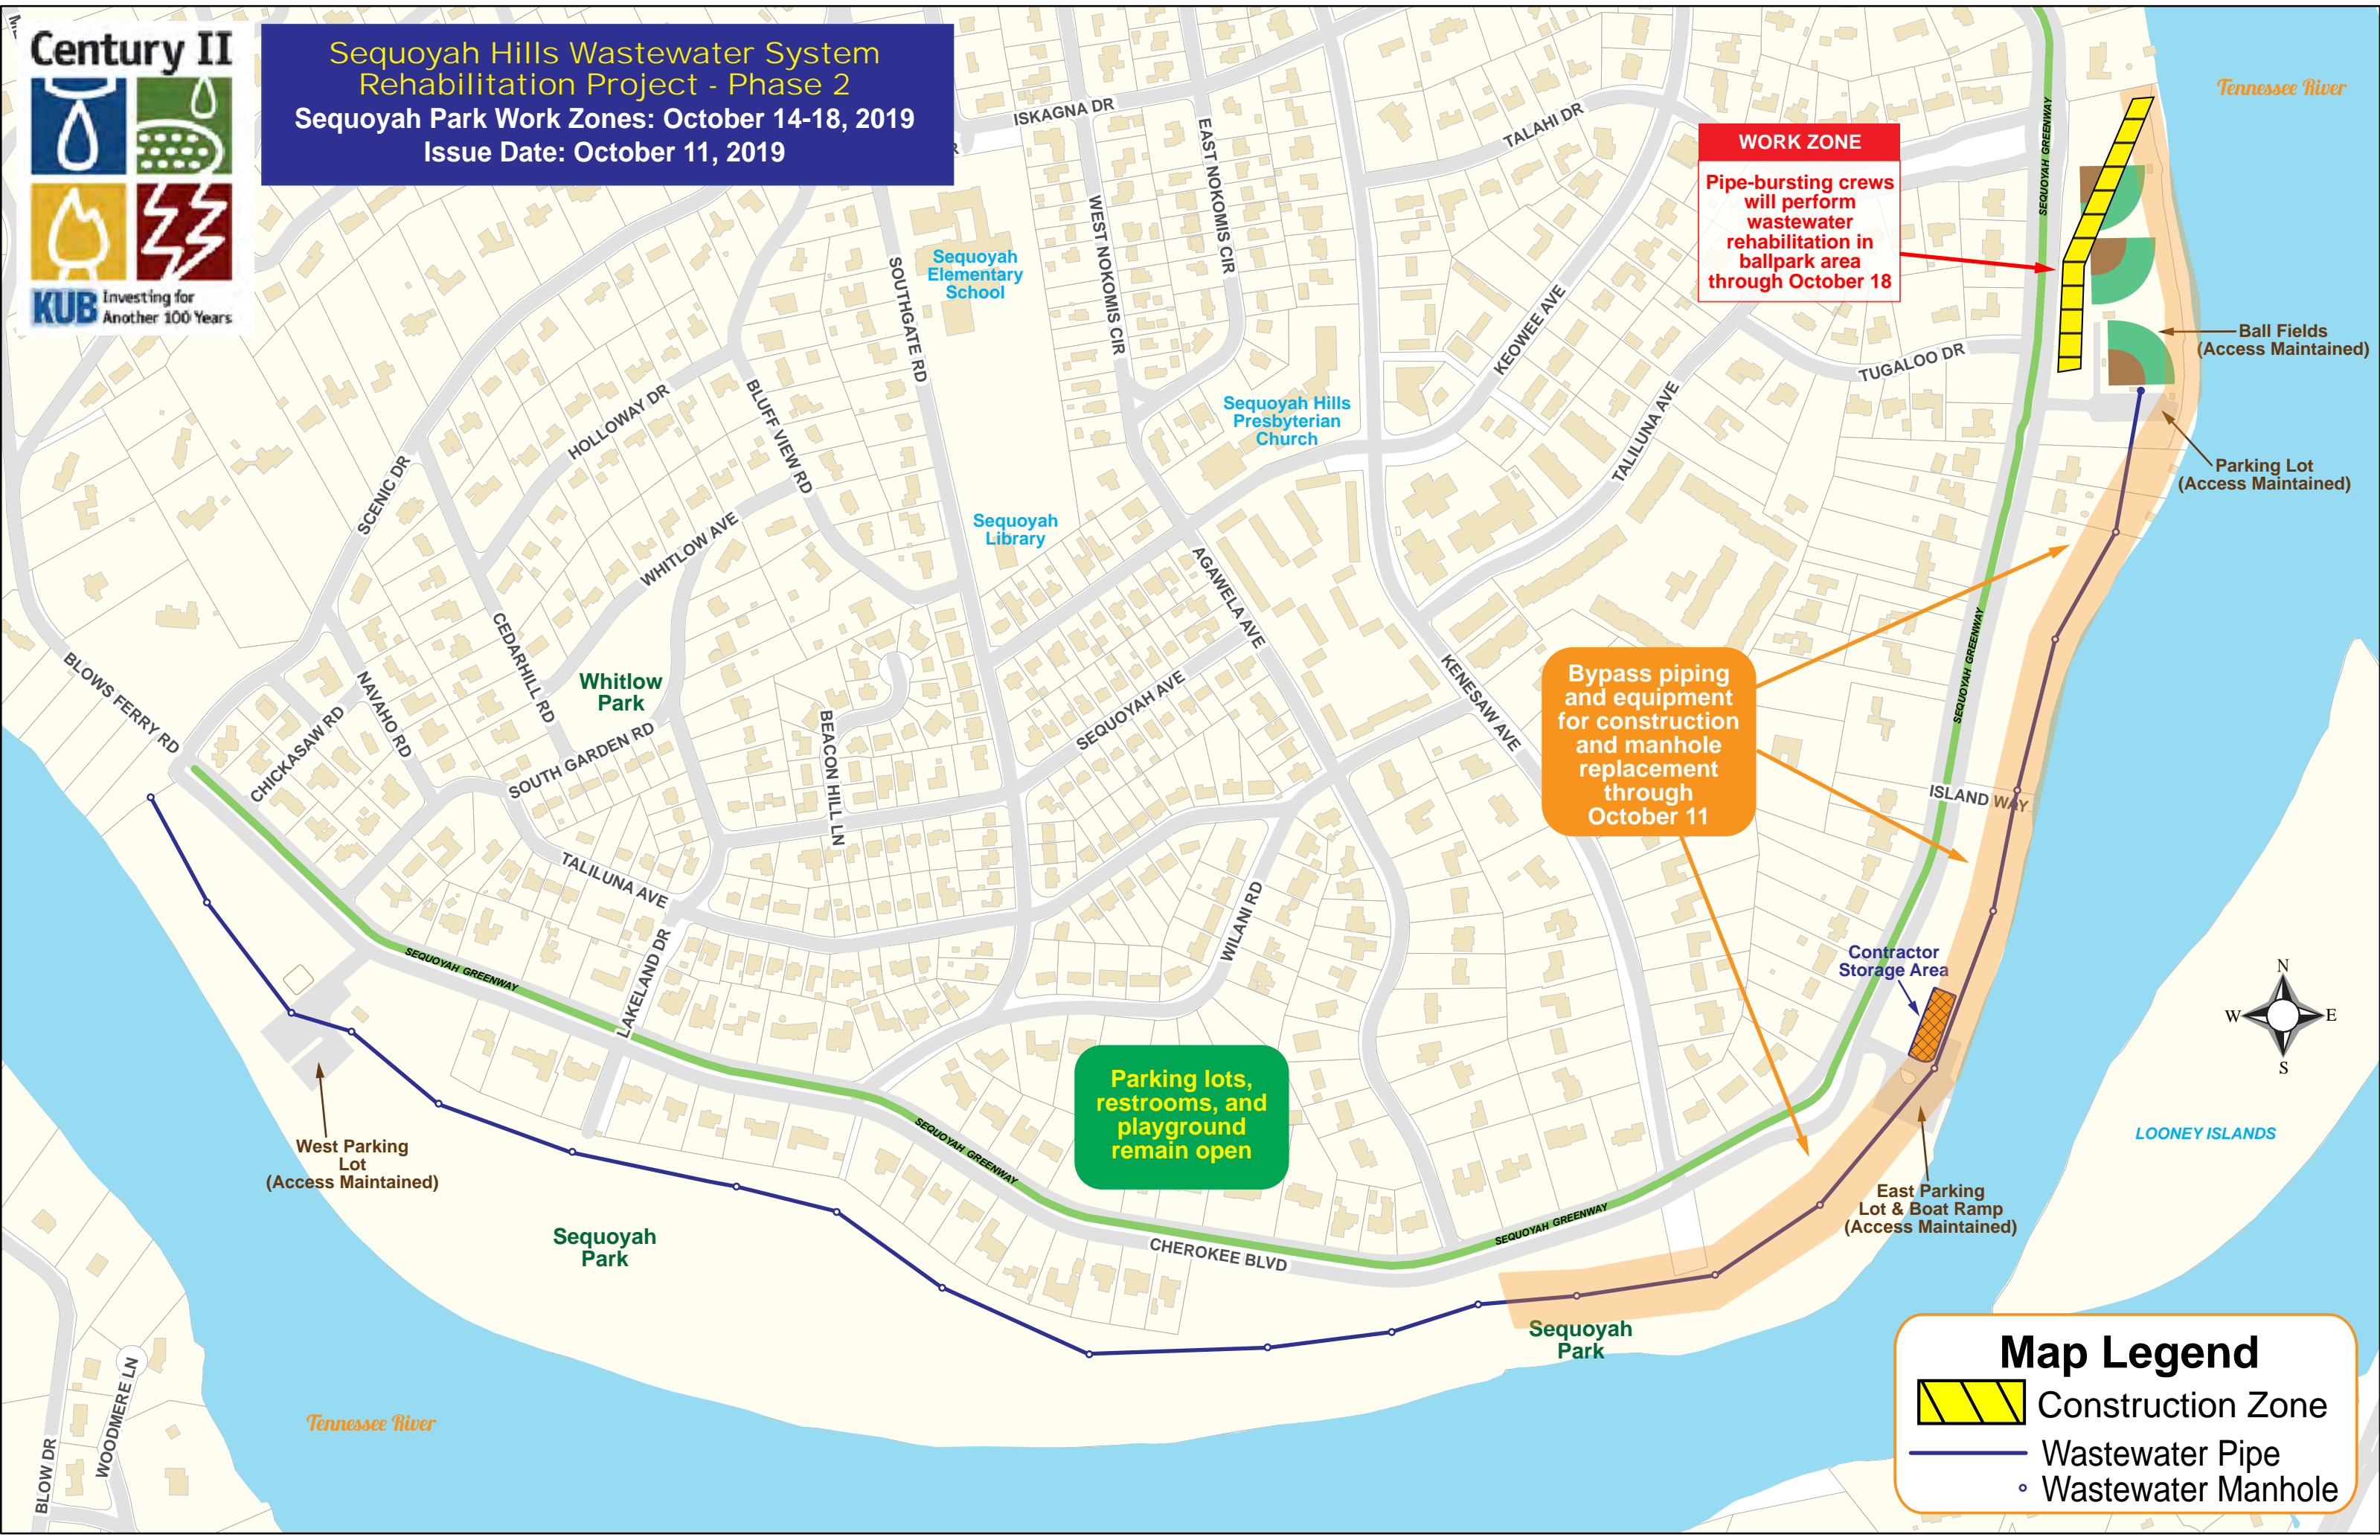 Century II
KUB Investing for
Another 100 Years
Sequoyah Hills Wastewater System
Rehabilitation Project - Phase 2
Sequoyah Park Work Zones: October 14-18, 2019
Issue Date: October 11, 2019
Tennessee River
ISKAGNA DR
EAST NOKOMIS CIR
WEST NOKOMIS CIR
TALAHI DR
SEQUOYAH GREENWAY
WORK ZONE
Pipe-bursting crews
will perform
wastewater
rehabilitation in
ballpark area
through October 18
Sequoyah
Elementary
School
SOUTHGATE RD
KEOWEE AVE
TUGALOO DR
Ball Fields
(Access Maintained)
HOLLOWAY DR
BLUFF VIEW RD
Sequoyah Hills
Presbyterian
Church
TALILUNA AVE
Parking Lot
(Access Maintained)
SCENIC DR
WHITLOW AVE
Sequoyah
Library
AGAWELA AVE
CEDARHILL RD
BLOWS FERRY RD
NAVAHO RD
CHICKASAW RD
Whitlow
Park
SOUTH GARDEN RD
BEACON HILL LN
SEQUOYAH AVE
KENESAW AVE
SEQUOYAH GREENWAY
Bypass piping
and equipment
for construction
and manhole
replacement
through
October 11
ISLAND WAY
TALILUNA AVE
LAKELAND DR
WILANI RD
SEQUOYAH GREENWAY
Contractor
Storage Area
N
W
E
S
Parking lots,
restrooms, and
playground
remain open
SEQUOYAH GREENWAY
LOONEY ISLANDS
West Parking
Lot
(Access Maintained)
East Parking
Lot & Boat Ramp
(Access Maintained)
SEQUOYAH GREENWAY
Sequoyah
Park
CHEROKEE BLVD
Sequoyah
Park
Tennessee River
WOODMERE LN
BLOW DR
Map Legend
Construction Zone
Wastewater Pipe
Wastewater Manhole